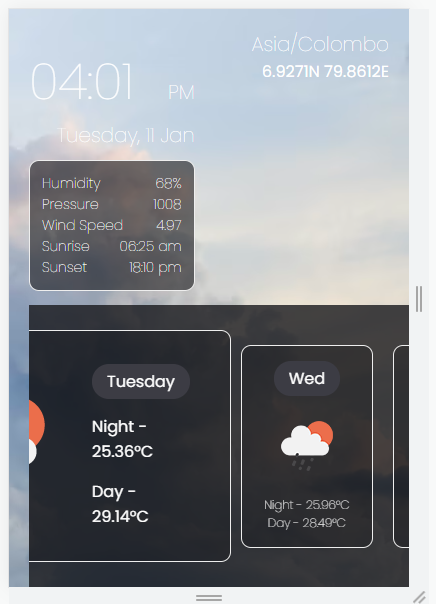 Asia/Colombo
6.9271N 79.8612E
04:01 PM
Tuesday, 11 Jan
Humidity 68%
Pressure 1008
Wind Speed 4.97
Sunrise 06:25 am
Sunset 18:10 pm
Tuesday
Night -
25.36°C
Day -
29.14°C
Wed
Night - 25.96°C
Day - 28.49°C